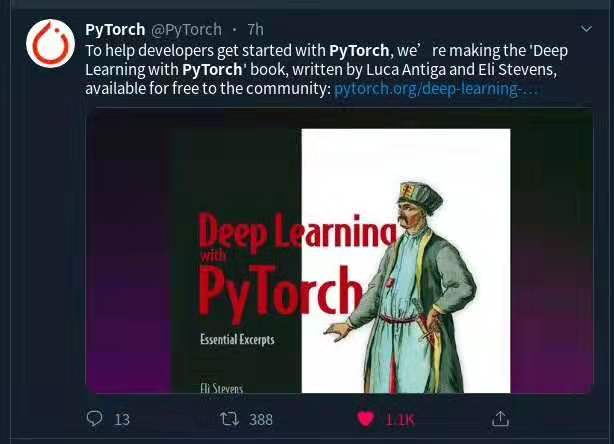 PyTorch @PyTorch · 7h
To help developers get started with PyTorch, we’re making the 'Deep
Learning with PyTorch' book, written by Luca Antiga and Eli Stevens,
available for free to the community: pytorch.org/deep-learning-…
Deep Learning
with
PyTorch
Essential Excerpts
Eli Stevens
13 388 1.1K